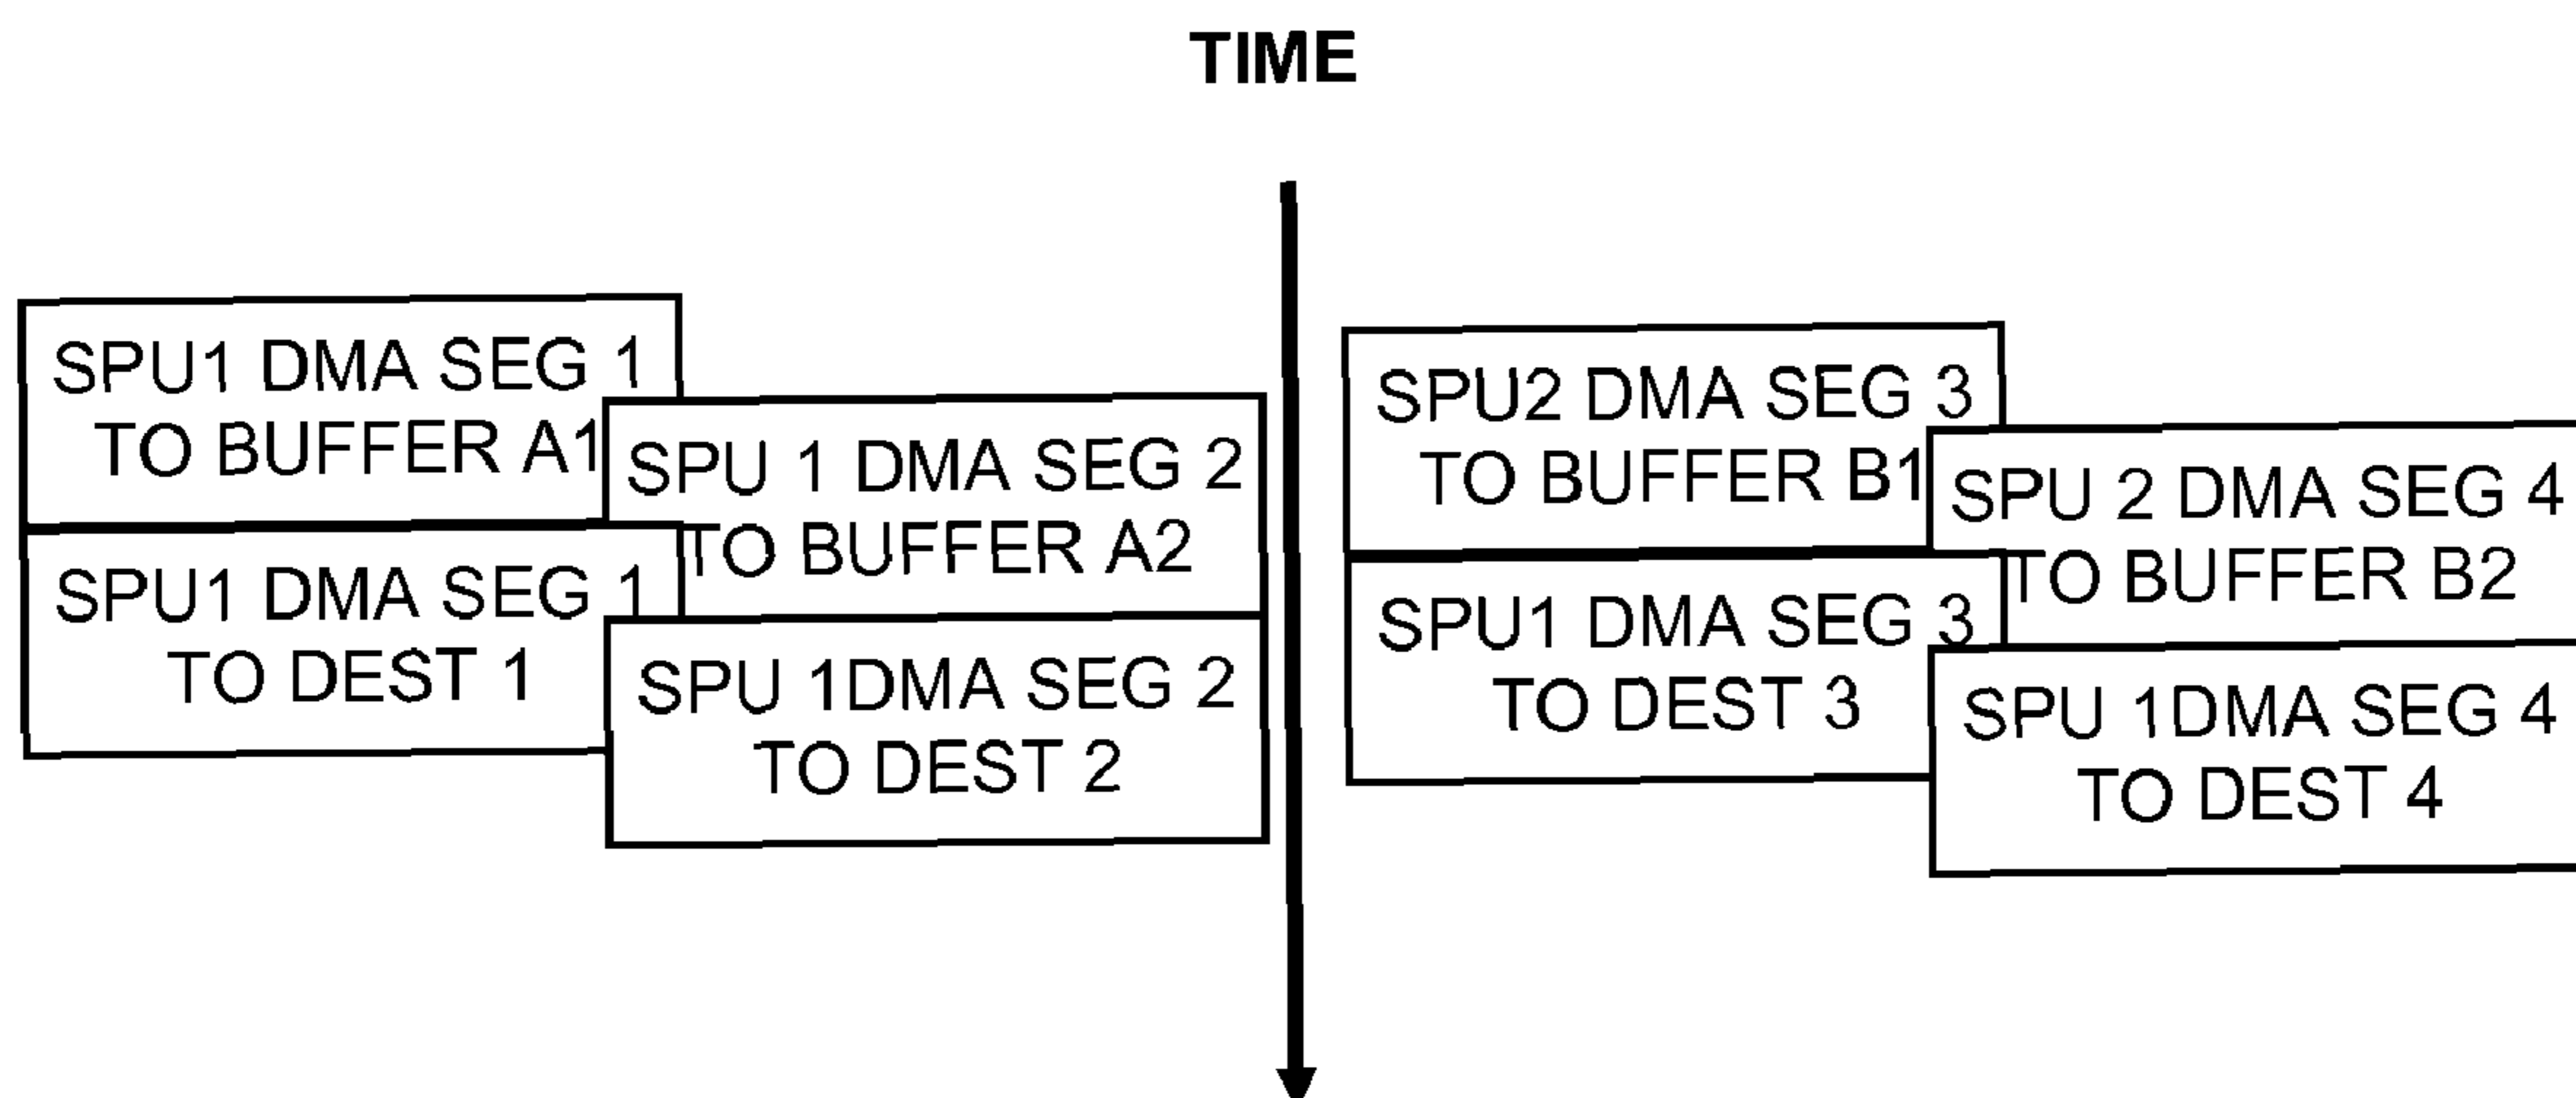 TIME
SPU1 DMA SEG 1
TO BUFFER A1
SPU 1 DMA SEG 2
TO BUFFER A2
SPU1 DMA SEG 1
TO DEST 1
SPU 1DMA SEG 2
TO DEST 2
SPU2 DMA SEG 3
TO BUFFER B1
SPU 2 DMA SEG 4
TO BUFFER B2
SPU1 DMA SEG 3
TO DEST 3
SPU 1DMA SEG 4
TO DEST 4